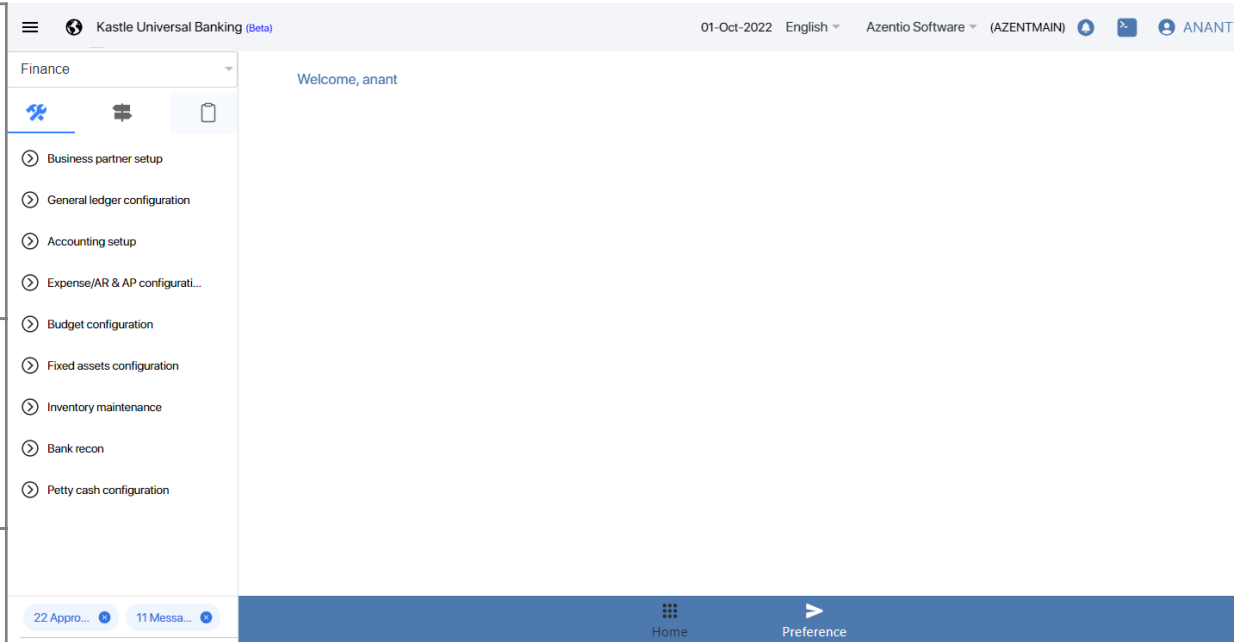 Kastle Universal Banking (Beta) 01-Oct-2022 English Azentio Software (AZENTMAIN) ANANT
Finance
Welcome, anant
Business partner setup
General ledger configuration
Accounting setup
Expense/AR & AP configurati...
Budget configuration
Fixed assets configuration
Inventory maintenance
Bank recon
Petty cash configuration
22 Appro... 11 Messa...
Home Preference